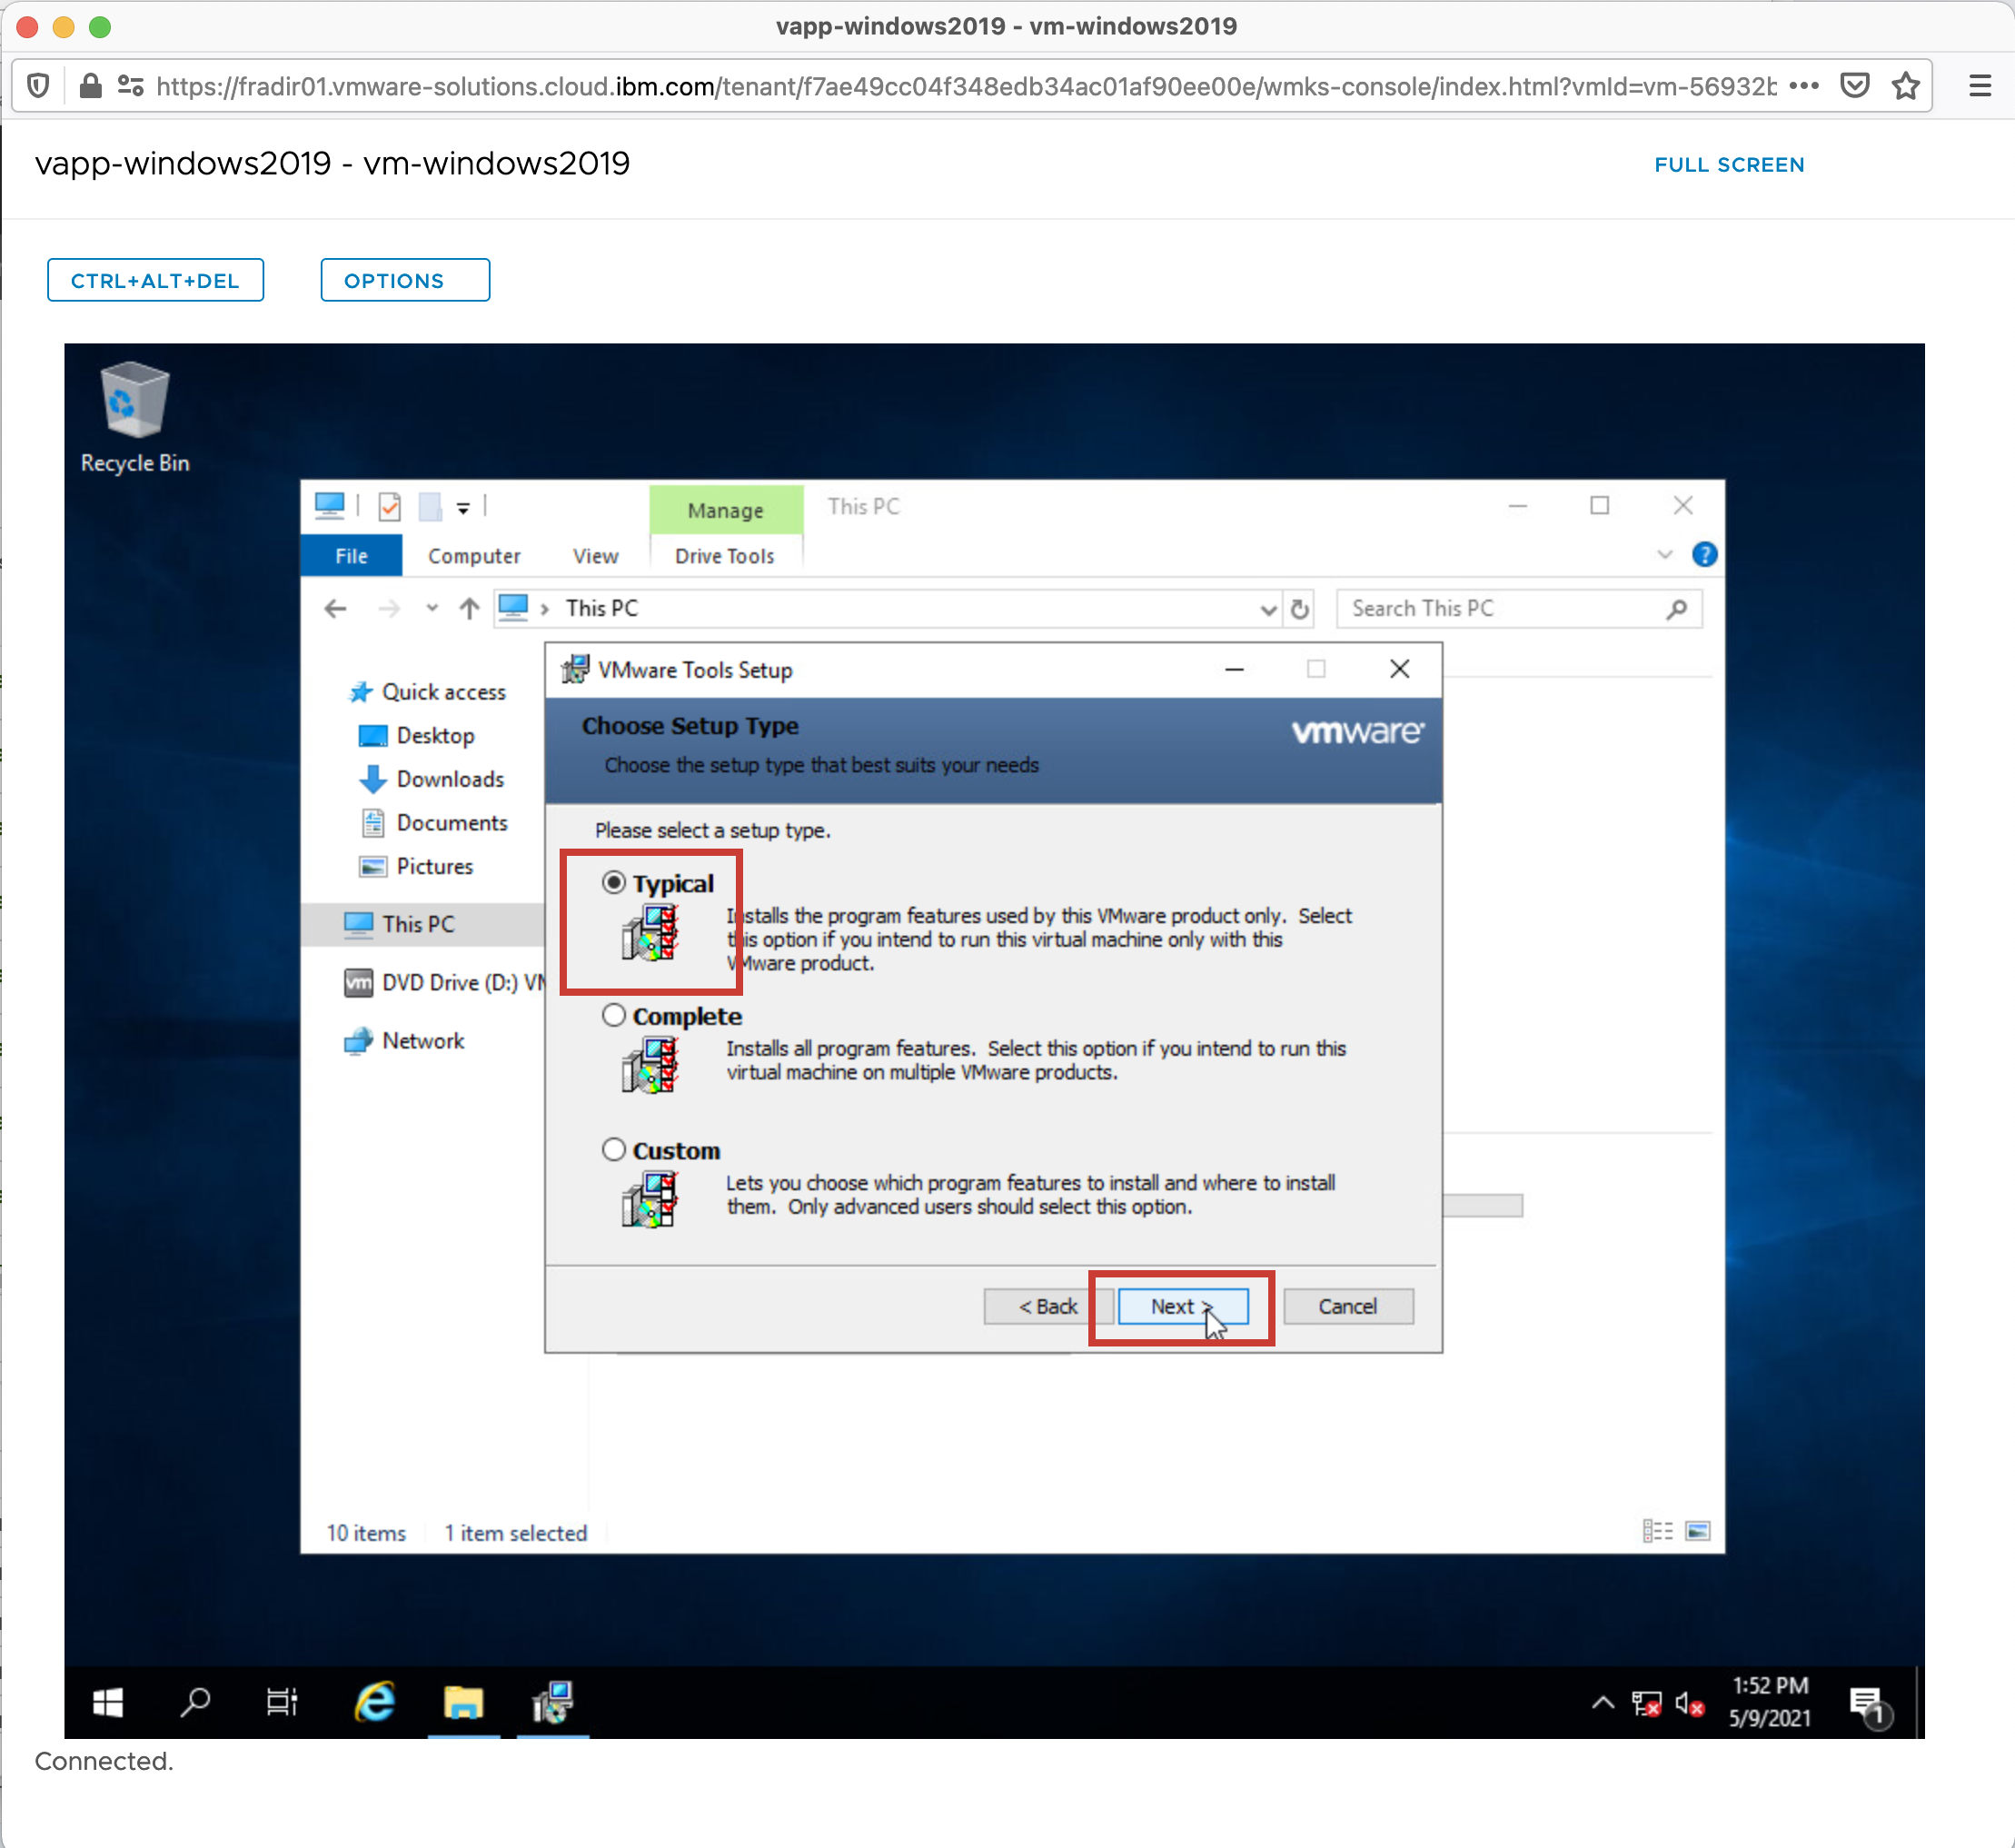 vapp-windows2019 - vm-windows2019
https://fradir01.vmware-solutions.cloud.ibm.com/tenant/f7ae49cc04f348edb34ac01af90ee00e/wmks-console/index.html?vmId=vm-56932b
vapp-windows2019 - vm-windows2019
FULL SCREEN
CTRL+ALT+DEL
OPTIONS
Recycle Bin
Manage
This PC
File
Computer
View
Drive Tools
This PC
Search This PC
Quick access
Desktop
Downloads
Documents
Pictures
This PC
DVD Drive (D:) VM
Network
VMware Tools Setup
Choose Setup Type
vmware
Choose the setup type that best suits your needs
Please select a setup type.
Typical
Installs the program features used by this VMware product only. Select
this option if you intend to run this virtual machine only with this
VMware product.
Complete
Installs all program features. Select this option if you intend to run this
virtual machine on multiple VMware products.
Custom
Lets you choose which program features to install and where to install
them. Only advanced users should select this option.
< Back
Next >
Cancel
10 items
1 item selected
1:52 PM
5/9/2021
1
Connected.